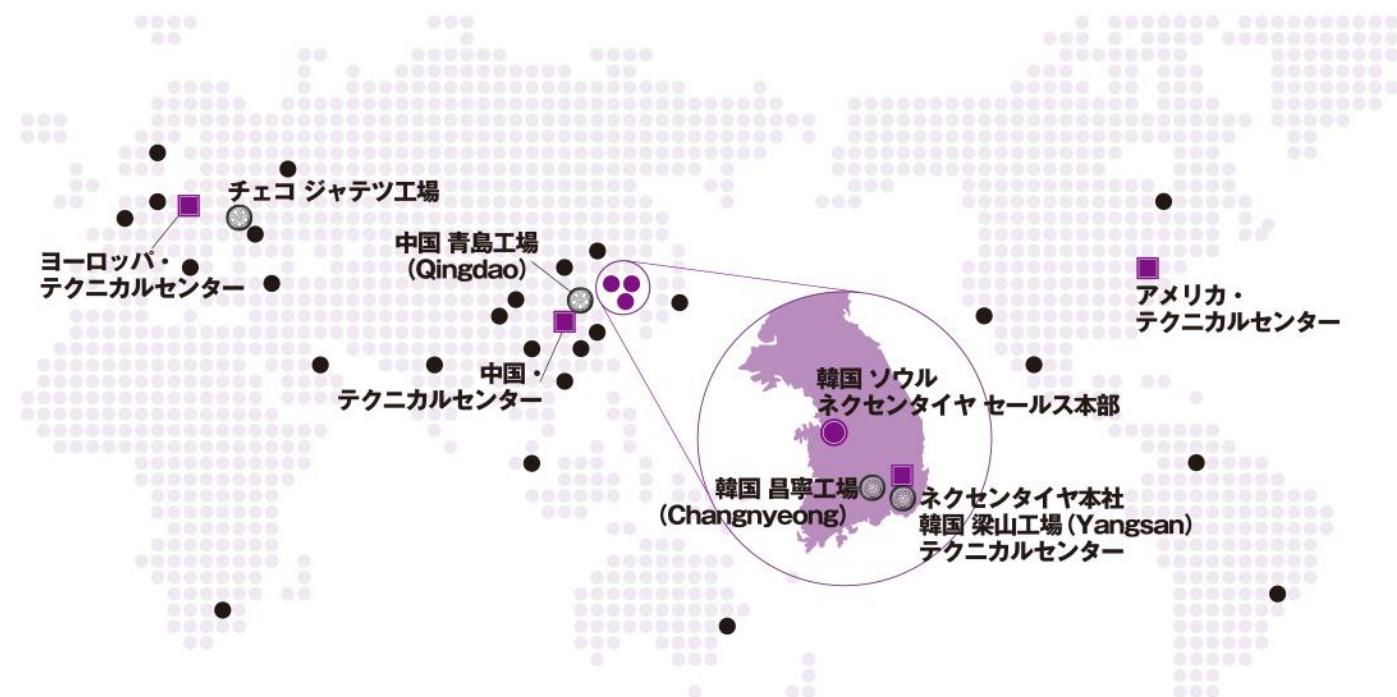 チェコ ジャテツ工場
ヨーロッパ・
テクニカルセンター
中国 青島工場
(Qingdao)
中国・
テクニカルセンター
アメリカ・
テクニカルセンター
韓国 ソウル
ネクセンタイヤ セールス本部
韓国 昌寧工場
(Changnyeong)
ネクセンタイヤ本社
韓国 梁山工場(Yangsan)
テクニカルセンター